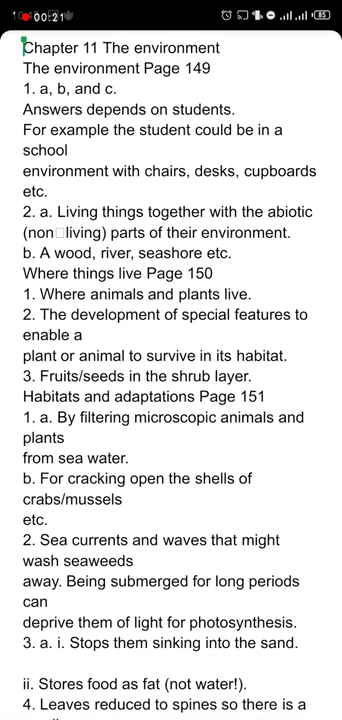 00:21
85
Chapter 11 The environment
The environment Page 149
1. a, b, and c.
Answers depends on students.
For example the student could be in a
school
environment with chairs, desks, cupboards
etc.
2. a. Living things together with the abiotic
(non□living) parts of their environment.
b. A wood, river, seashore etc.
Where things live Page 150
1. Where animals and plants live.
2. The development of special features to
enable a
plant or animal to survive in its habitat.
3. Fruits/seeds in the shrub layer.
Habitats and adaptations Page 151
1. a. By filtering microscopic animals and
plants
from sea water.
b. For cracking open the shells of
crabs/mussels
etc.
2. Sea currents and waves that might
wash seaweeds
away. Being submerged for long periods
can
deprive them of light for photosynthesis.
3. a. i. Stops them sinking into the sand.
ii. Stores food as fat (not water!).
4. Leaves reduced to spines so there is a